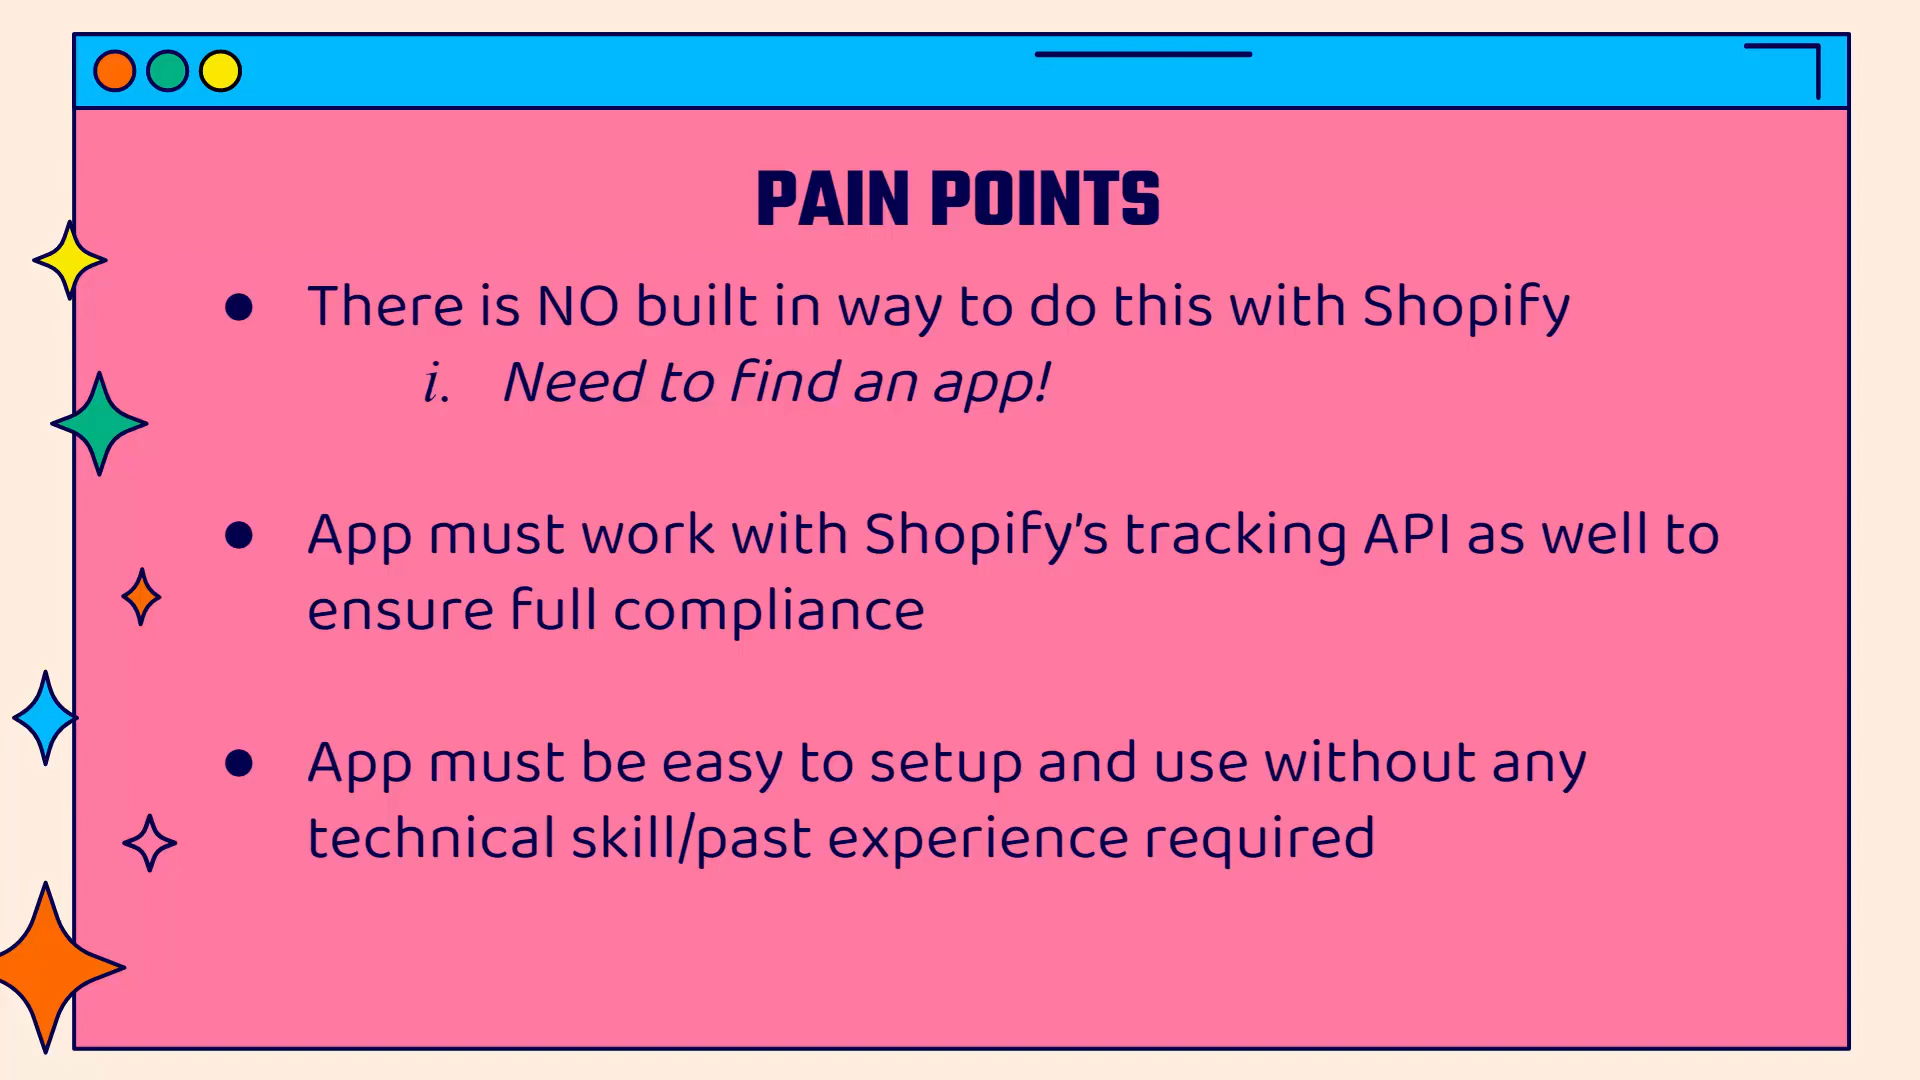 PAIN POINTS
● There is NO built in way to do this with Shopify
i. Need to find an app!
● App must work with Shopify's tracking API as well to
ensure full compliance
● App must be easy to setup and use without any
technical skill/past experience required